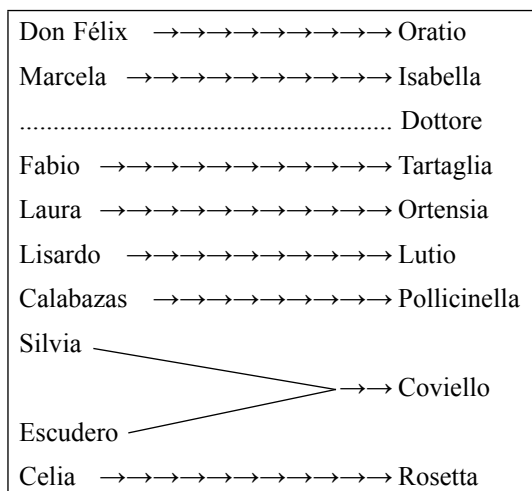 Don Félix →→→→→→→→→ Oratio
Marcela →→→→→→→→→→ Isabella
................................................................ Dottore
Fabio →→→→→→→→→→→ Tartaglia
Laura →→→→→→→→→→→ Ortensia
Lisardo →→→→→→→→→→ Lutio
Calabazas →→→→→→→→→ Pollicinella
Silvia
→→ Coviello
Escudero
Celia →→→→→→→→→→→ Rosetta